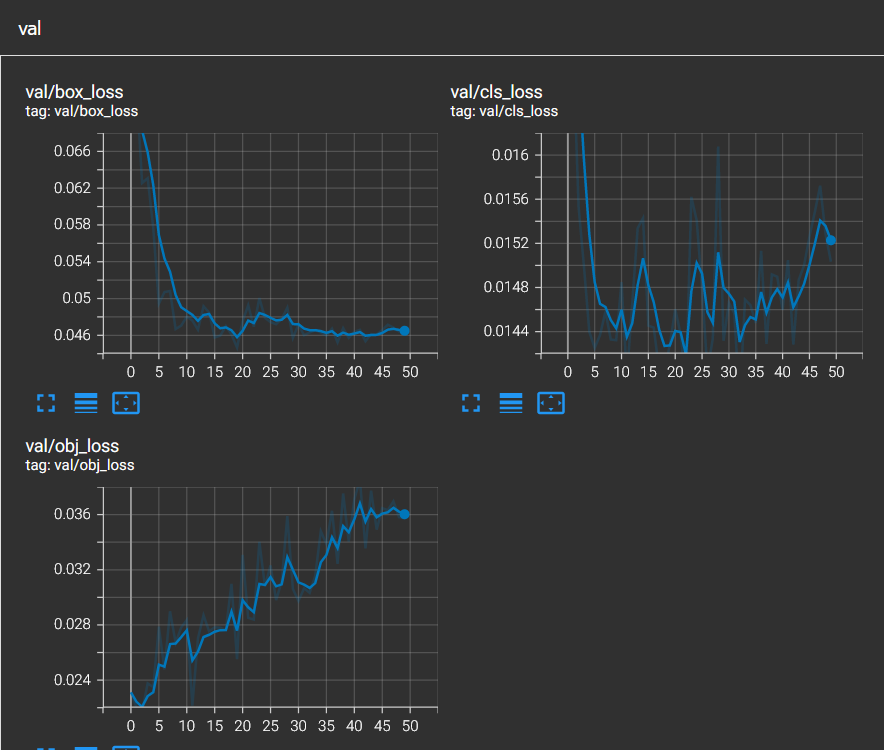 val
val/box_loss
tag: val/box_loss
0.066
0.062
0.058
0.054
0.05
0.046
0 5 10 15 20 25 30 35 40 45 50
val/cls_loss
tag: val/cls_loss
0.016
0.0156
0.0152
0.0148
0.0144
0 5 10 15 20 25 30 35 40 45 50
val/obj_loss
tag: val/obj_loss
0.036
0.032
0.028
0.024
0 5 10 15 20 25 30 35 40 45 50